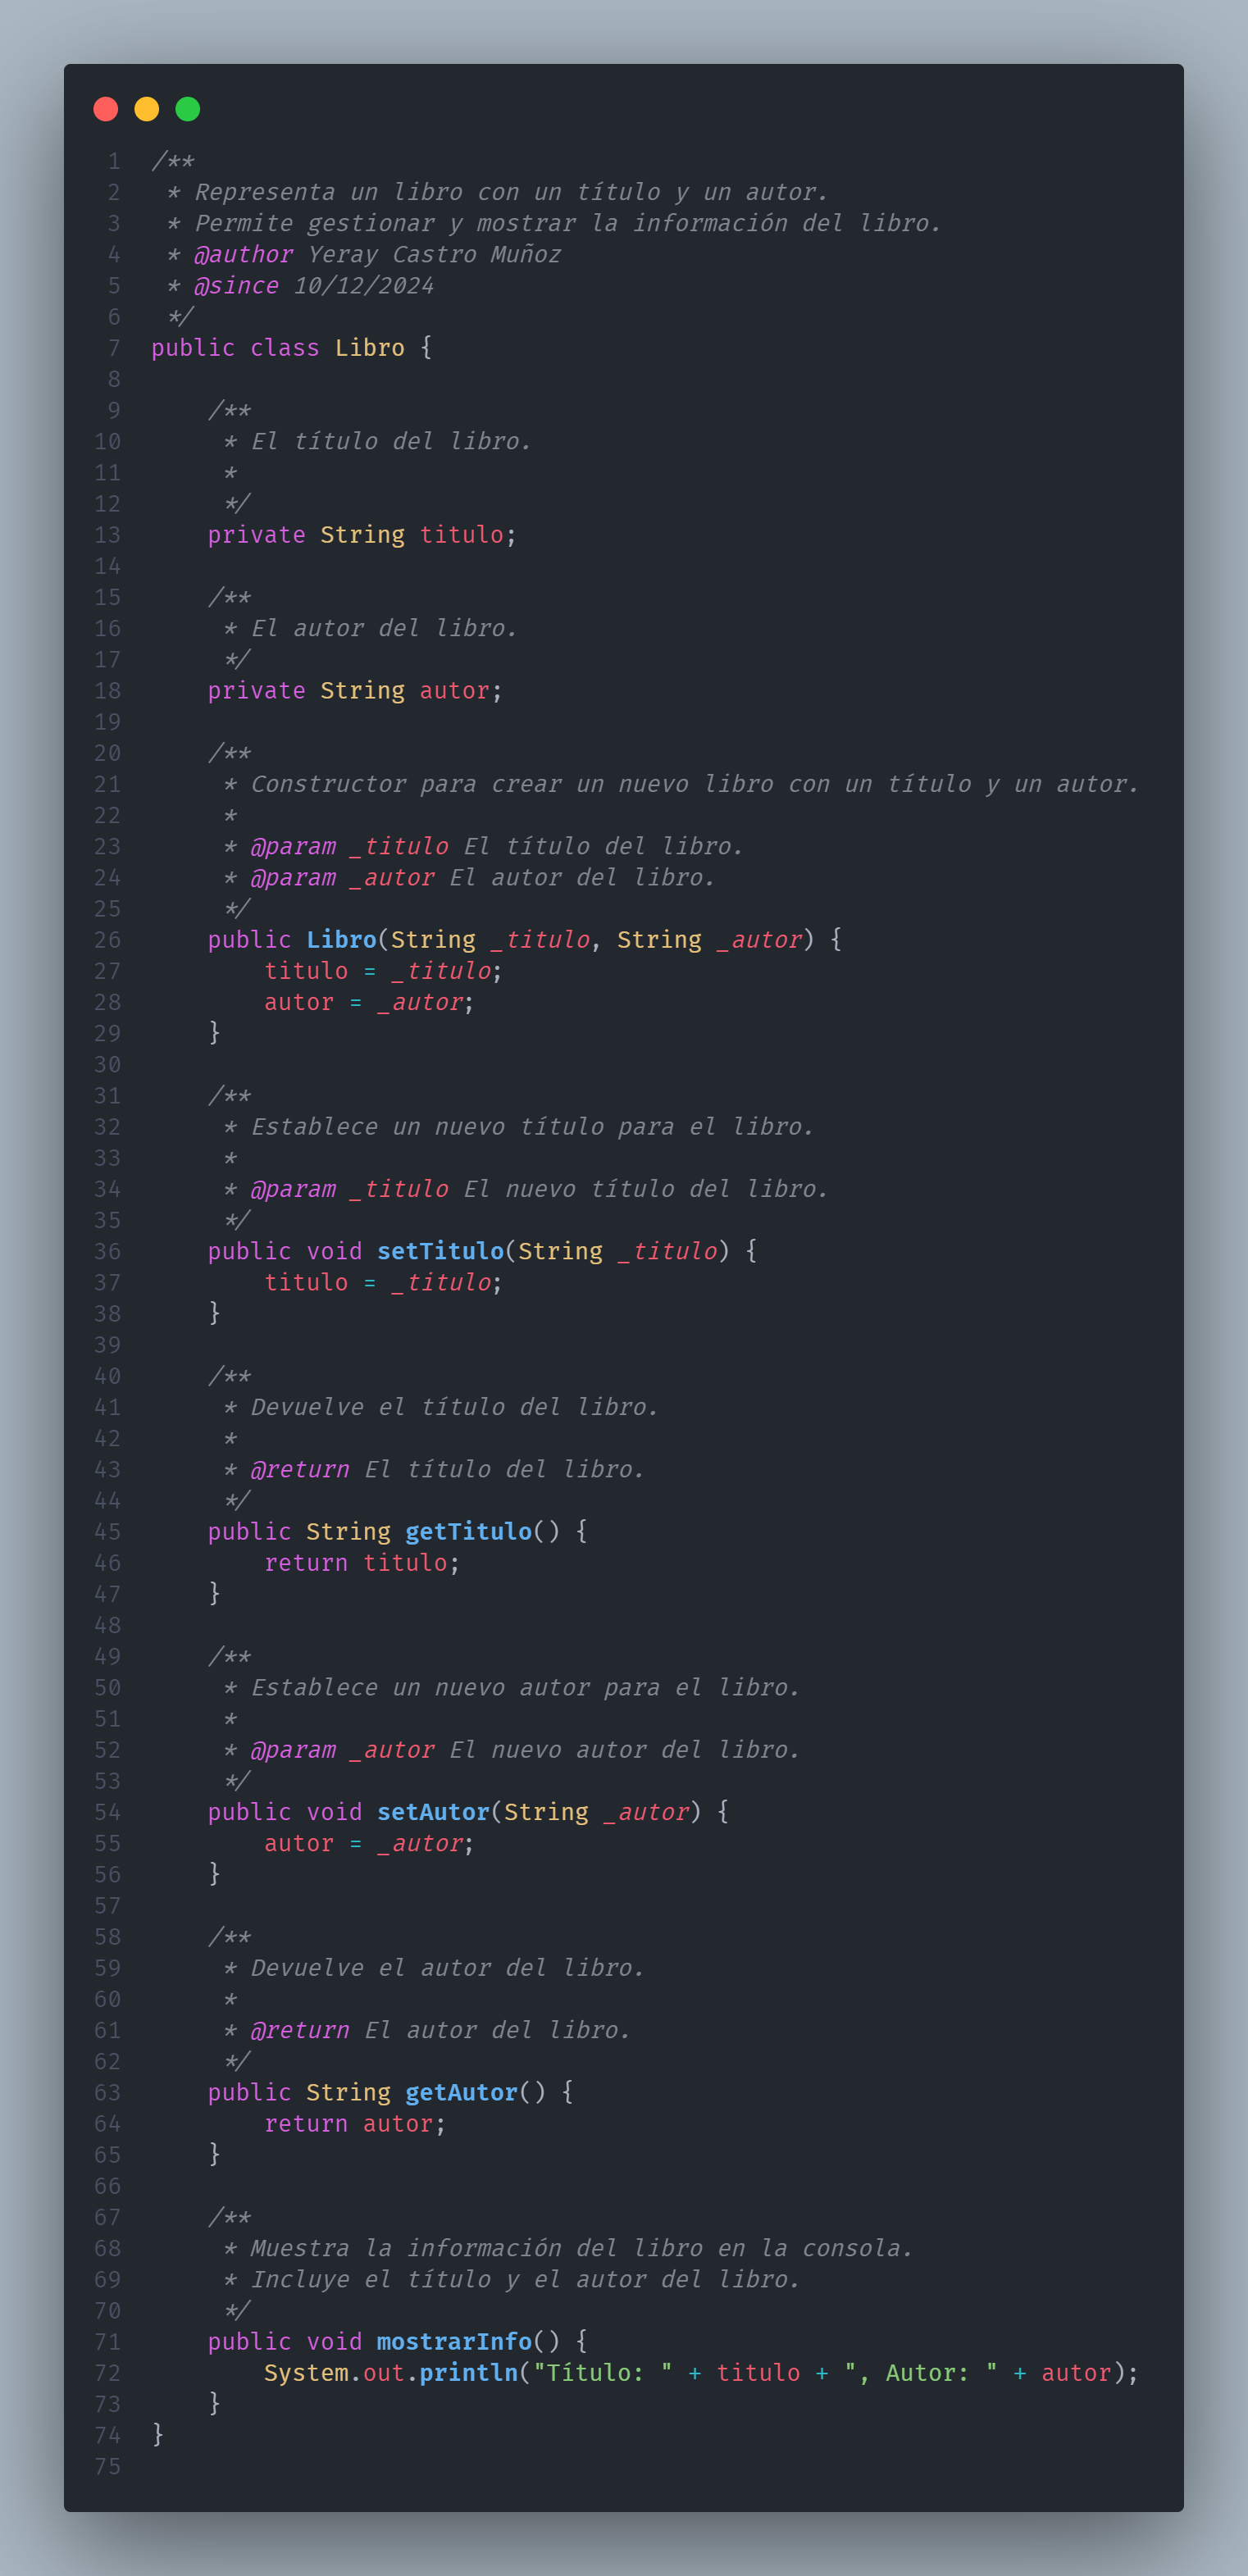 1 /**
2  * Representa un libro con un título y un autor.
3  * Permite gestionar y mostrar la información del libro.
4  * @author Yeray Castro Muñoz
5  * @since 10/12/2024
6  */
7 public class Libro {
8
9     /**
10      * El título del libro.
11      *
12      */
13     private String titulo;
14
15     /**
16      * El autor del libro.
17      */
18     private String autor;
19
20     /**
21      * Constructor para crear un nuevo libro con un título y un autor.
22      *
23      * @param _titulo El título del libro.
24      * @param _autor El autor del libro.
25      */
26     public Libro(String _titulo, String _autor) {
27         titulo = _titulo;
28         autor = _autor;
29     }
30
31     /**
32      * Establece un nuevo título para el libro.
33      *
34      * @param _titulo El nuevo título del libro.
35      */
36     public void setTitulo(String _titulo) {
37         titulo = _titulo;
38     }
39
40     /**
41      * Devuelve el título del libro.
42      *
43      * @return El título del libro.
44      */
45     public String getTitulo() {
46         return titulo;
47     }
48
49     /**
50      * Establece un nuevo autor para el libro.
51      *
52      * @param _autor El nuevo autor del libro.
53      */
54     public void setAutor(String _autor) {
55         autor = _autor;
56     }
57
58     /**
59      * Devuelve el autor del libro.
60      *
61      * @return El autor del libro.
62      */
63     public String getAutor() {
64         return autor;
65     }
66
67     /**
68      * Muestra la información del libro en la consola.
69      * Incluye el título y el autor del libro.
70      */
71     public void mostrarInfo() {
72         System.out.println("Título: " + titulo + ", Autor: " + autor);
73     }
74 }
75